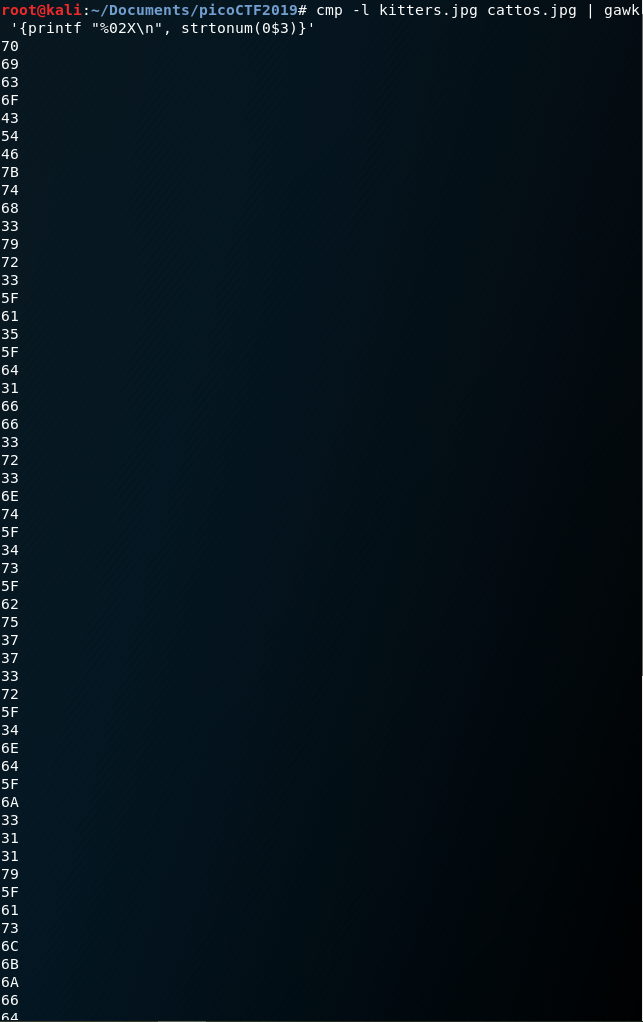 root@kali:~/Documents/picoCTF2019# cmp -l kitters.jpg cattos.jpg | gawk
'{printf "%02X\n", strtonum(0$3)}'
70
69
63
6F
43
54
46
7B
74
68
33
79
72
33
5F
61
35
5F
64
31
66
66
33
72
33
6E
74
5F
34
73
5F
62
75
37
37
33
72
5F
34
6E
64
5F
6A
33
31
31
79
5F
61
73
6C
6B
6A
66
64